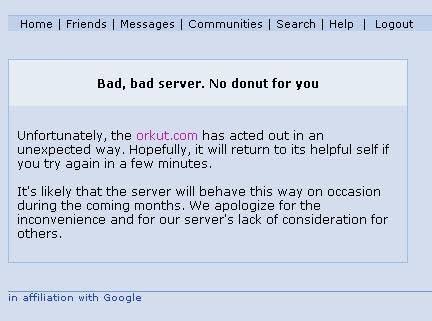 Home | Friends | Messages | Communities | Search | Help | Logout
Bad, bad server. No donut for you
Unfortunately, the orkut.com has acted out in an
unexpected way. Hopefully, it will return to its helpful self if
you try again in a few minutes.
It's likely that the server will behave this way on occasion
during the coming months. We apologize for the
inconvenience and for our server's lack of consideration for
others.
in affiliation with Google